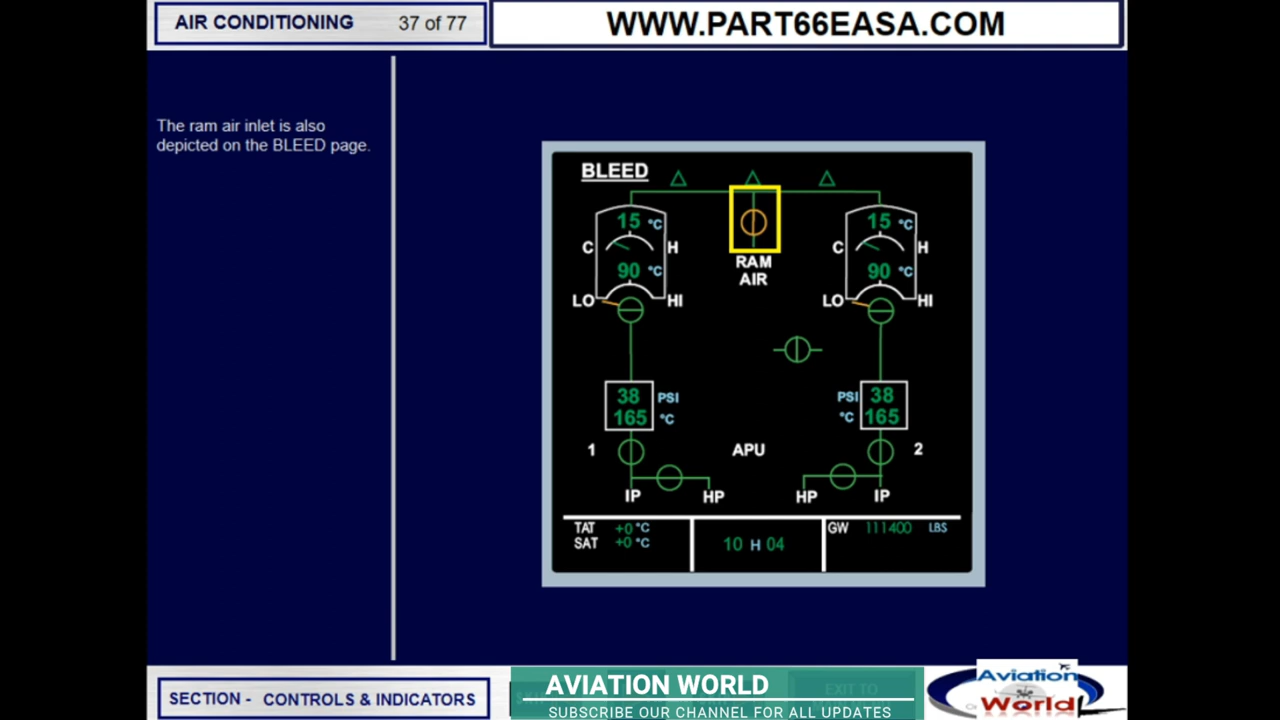 AIR CONDITIONING 37 of 77
WWW.PART66EASA.COM
The ram air inlet is also
depicted on the BLEED page.
BLEED
15 °C
15 °C
C H
C H
90 °C
90 °C
RAM
AIR
LO HI
LO HI
38 PSI
165 °C
PSI 38
°C 165
1 APU 2
IP HP HP IP
TAT +0 °C
SAT +0 °C
10 H 04
GW 111400 LBS
SECTION - CONTROLS & INDICATORS
EXIT TO
AVIATION WORLD
SUBSCRIBE OUR CHANNEL FOR ALL UPDATES
Aviation
World